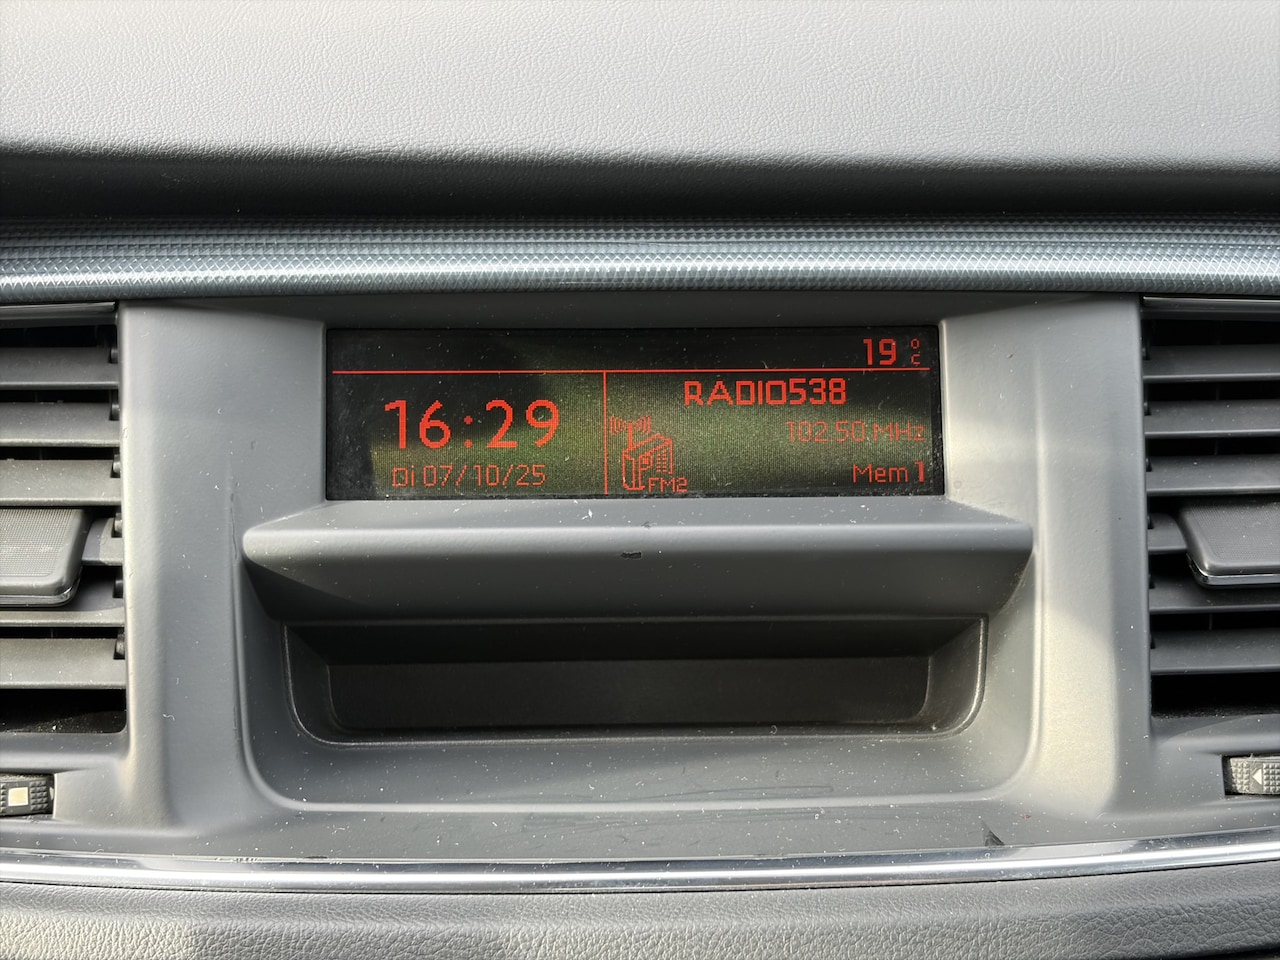 19 °C
16:29
Di 07/10/25
RADIO538
102.50 MHz
FM2
Mem 1